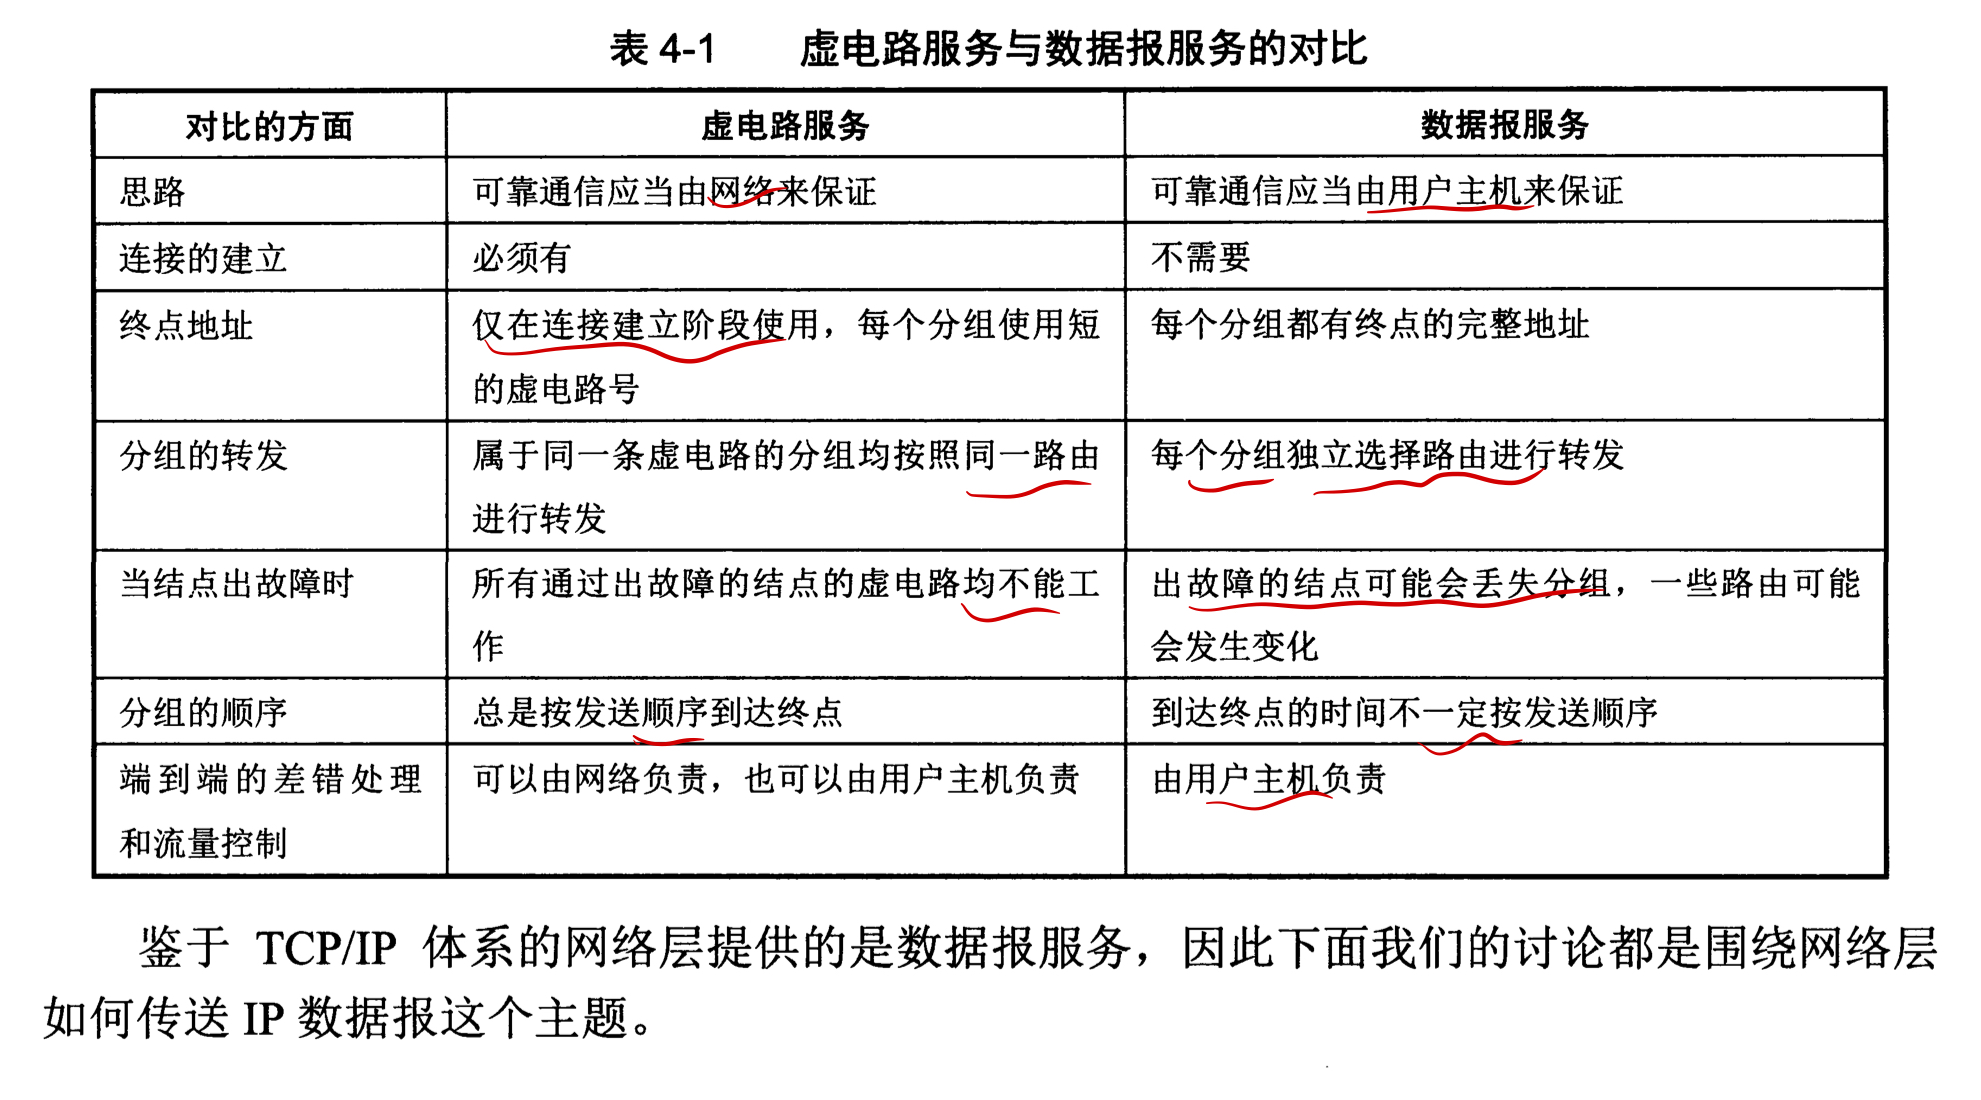 表 4-1 虚电路服务与数据报服务的对比
对比的方面 虚电路服务 数据报服务
思路 可靠通信应当由网络来保证 可靠通信应当由用户主机来保证
连接的建立 必须有 不需要
终点地址 仅在连接建立阶段使用，每个分组使用短 每个分组都有终点的完整地址
的虚电路号
分组的转发 属于同一条虚电路的分组均按照同一路由 每个分组独立选择路由进行转发
进行转发
当结点出故障时 所有通过出故障的结点的虚电路均不能工 出故障的结点可能会丢失分组，一些路由可能
作 会发生变化
分组的顺序 总是按发送顺序到达终点 到达终点的时间不一定按发送顺序
端到端的差错处理 可以由网络负责，也可以由用户主机负责 由用户主机负责
和流量控制
鉴于 TCP/IP 体系的网络层提供的是数据报服务，因此下面我们的讨论都是围绕网络层
如何传送 IP 数据报这个主题。